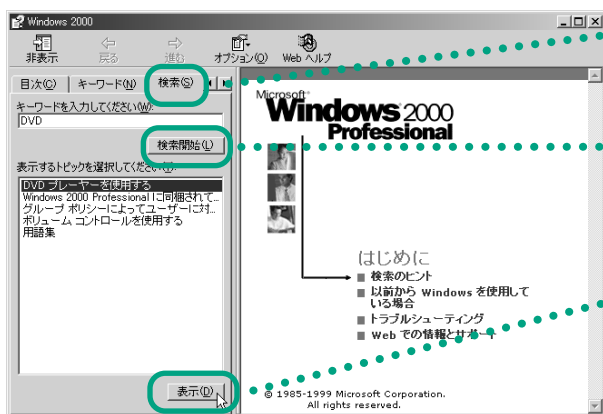 Windows 2000
非表示 戻る 進む オプション(O) Web ヘルプ
目次(C) キーワード(N) 検索(S)
キーワードを入力してください(W):
DVD
検索開始(L)
表示するトピックを選択してください(T):
DVD プレーヤーを使用する
Windows 2000 Professional に同梱されて...
グループ ポリシーによってユーザーに対...
ボリューム コントロールを使用する
用語集
表示(D)
Microsoft
Windows 2000
Professional
はじめに
検索のヒント
以前から Windows を使用して
いる場合
トラブルシューティング
Web での情報とサポート
© 1985-1999 Microsoft Corporation.
All rights reserved.